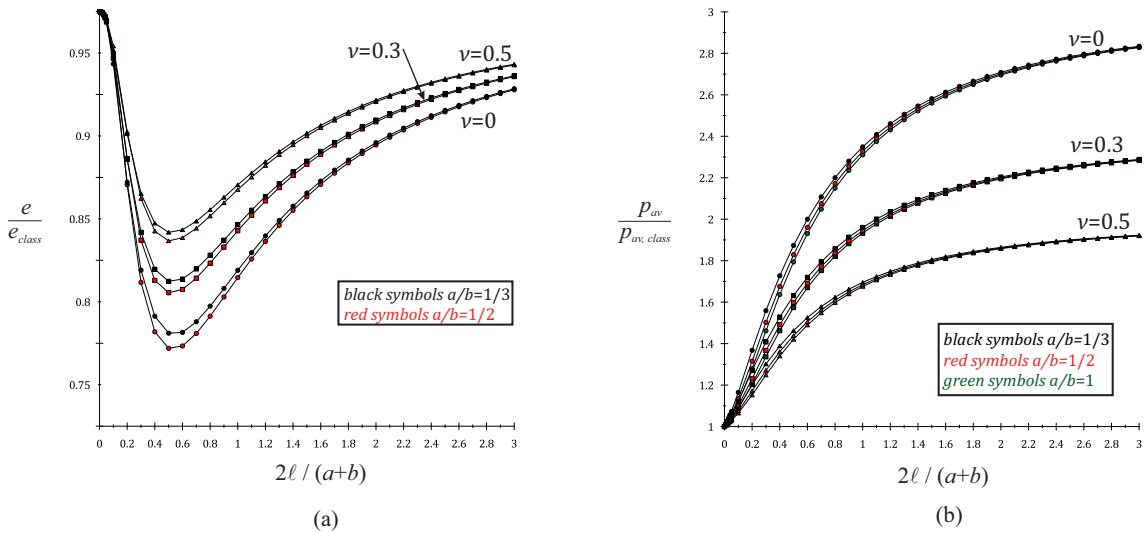 0.95
0.9
0.85
0.8
0.75
e
e_class
ν=0.5
ν=0.3
ν=0
black symbols a/b=1/3
red symbols a/b=1/2
0 0.2 0.4 0.6 0.8 1 1.2 1.4 1.6 1.8 2 2.2 2.4 2.6 2.8 3
2ℓ / (a+b)
(a)
3
2.8
2.6
2.4
2.2
2
1.8
1.6
1.4
1.2
1
p_av
p_av, class
ν=0
ν=0.3
ν=0.5
black symbols a/b=1/3
red symbols a/b=1/2
green symbols a/b=1
0 0.2 0.4 0.6 0.8 1 1.2 1.4 1.6 1.8 2 2.2 2.4 2.6 2.8 3
2ℓ / (a+b)
(b)